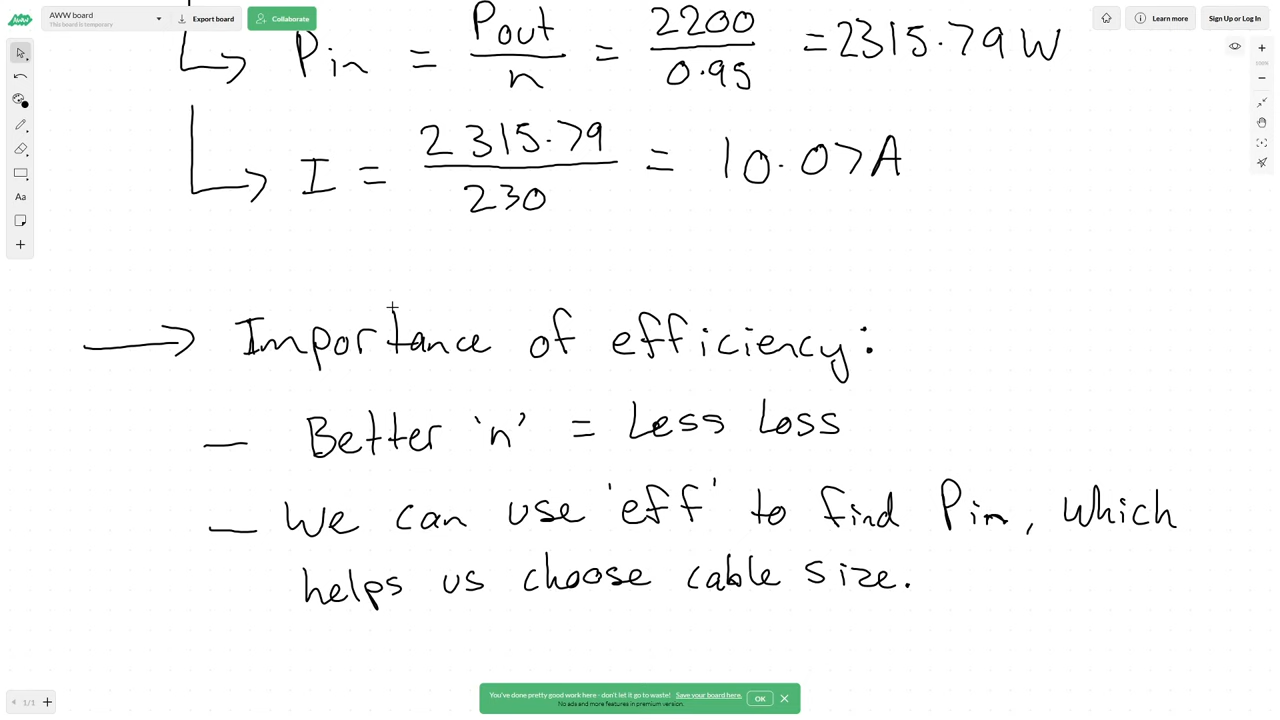 AWW board
This board is temporary
Export board
Collaborate
Learn more
Sign Up or Log In
Pin = Pout / n = 2200 / 0.95 = 2315.79 W
100%
I = 2315.79 / 230 = 10.07 A
Aa
Importance of efficiency:
— Better 'n' = Less Loss
— We can use 'eff' to find Pin, which
helps us choose cable size.
You've done pretty good work here - don't let it go to waste! Save your board here.
No ads and more features in premium version.
OK
1/1